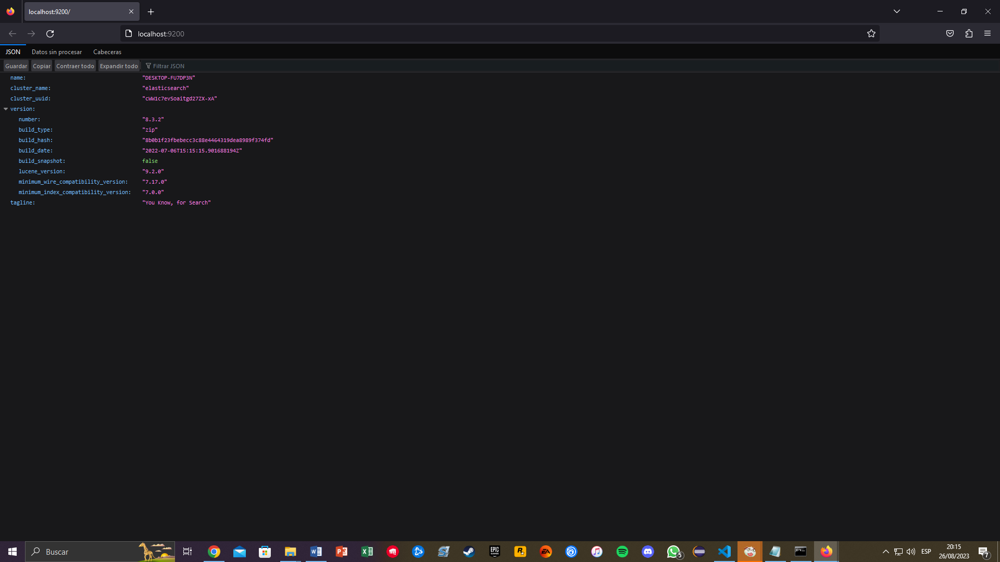 localhost:9200/
localhost:9200
JSON Datos sin procesar Cabeceras
Guardar Copiar Contraer todo Expandir todo Filtrar JSON
name: "DESKTOP-FU7DP3N"
cluster_name: "elasticsearch"
cluster_uuid: "cWW1c7evSoaitgd27ZX-xA"
version:
number: "8.3.2"
build_type: "zip"
build_hash: "8b0b1f23fbebecc3c88e4464319dea8989f374fd"
build_date: "2022-07-06T15:15:15.901688194Z"
build_snapshot: false
lucene_version: "9.2.0"
minimum_wire_compatibility_version: "7.17.0"
minimum_index_compatibility_version: "7.0.0"
tagline: "You Know, for Search"
Buscar
EPIC GAMES
5
ESP
20:15
26/08/2023
7